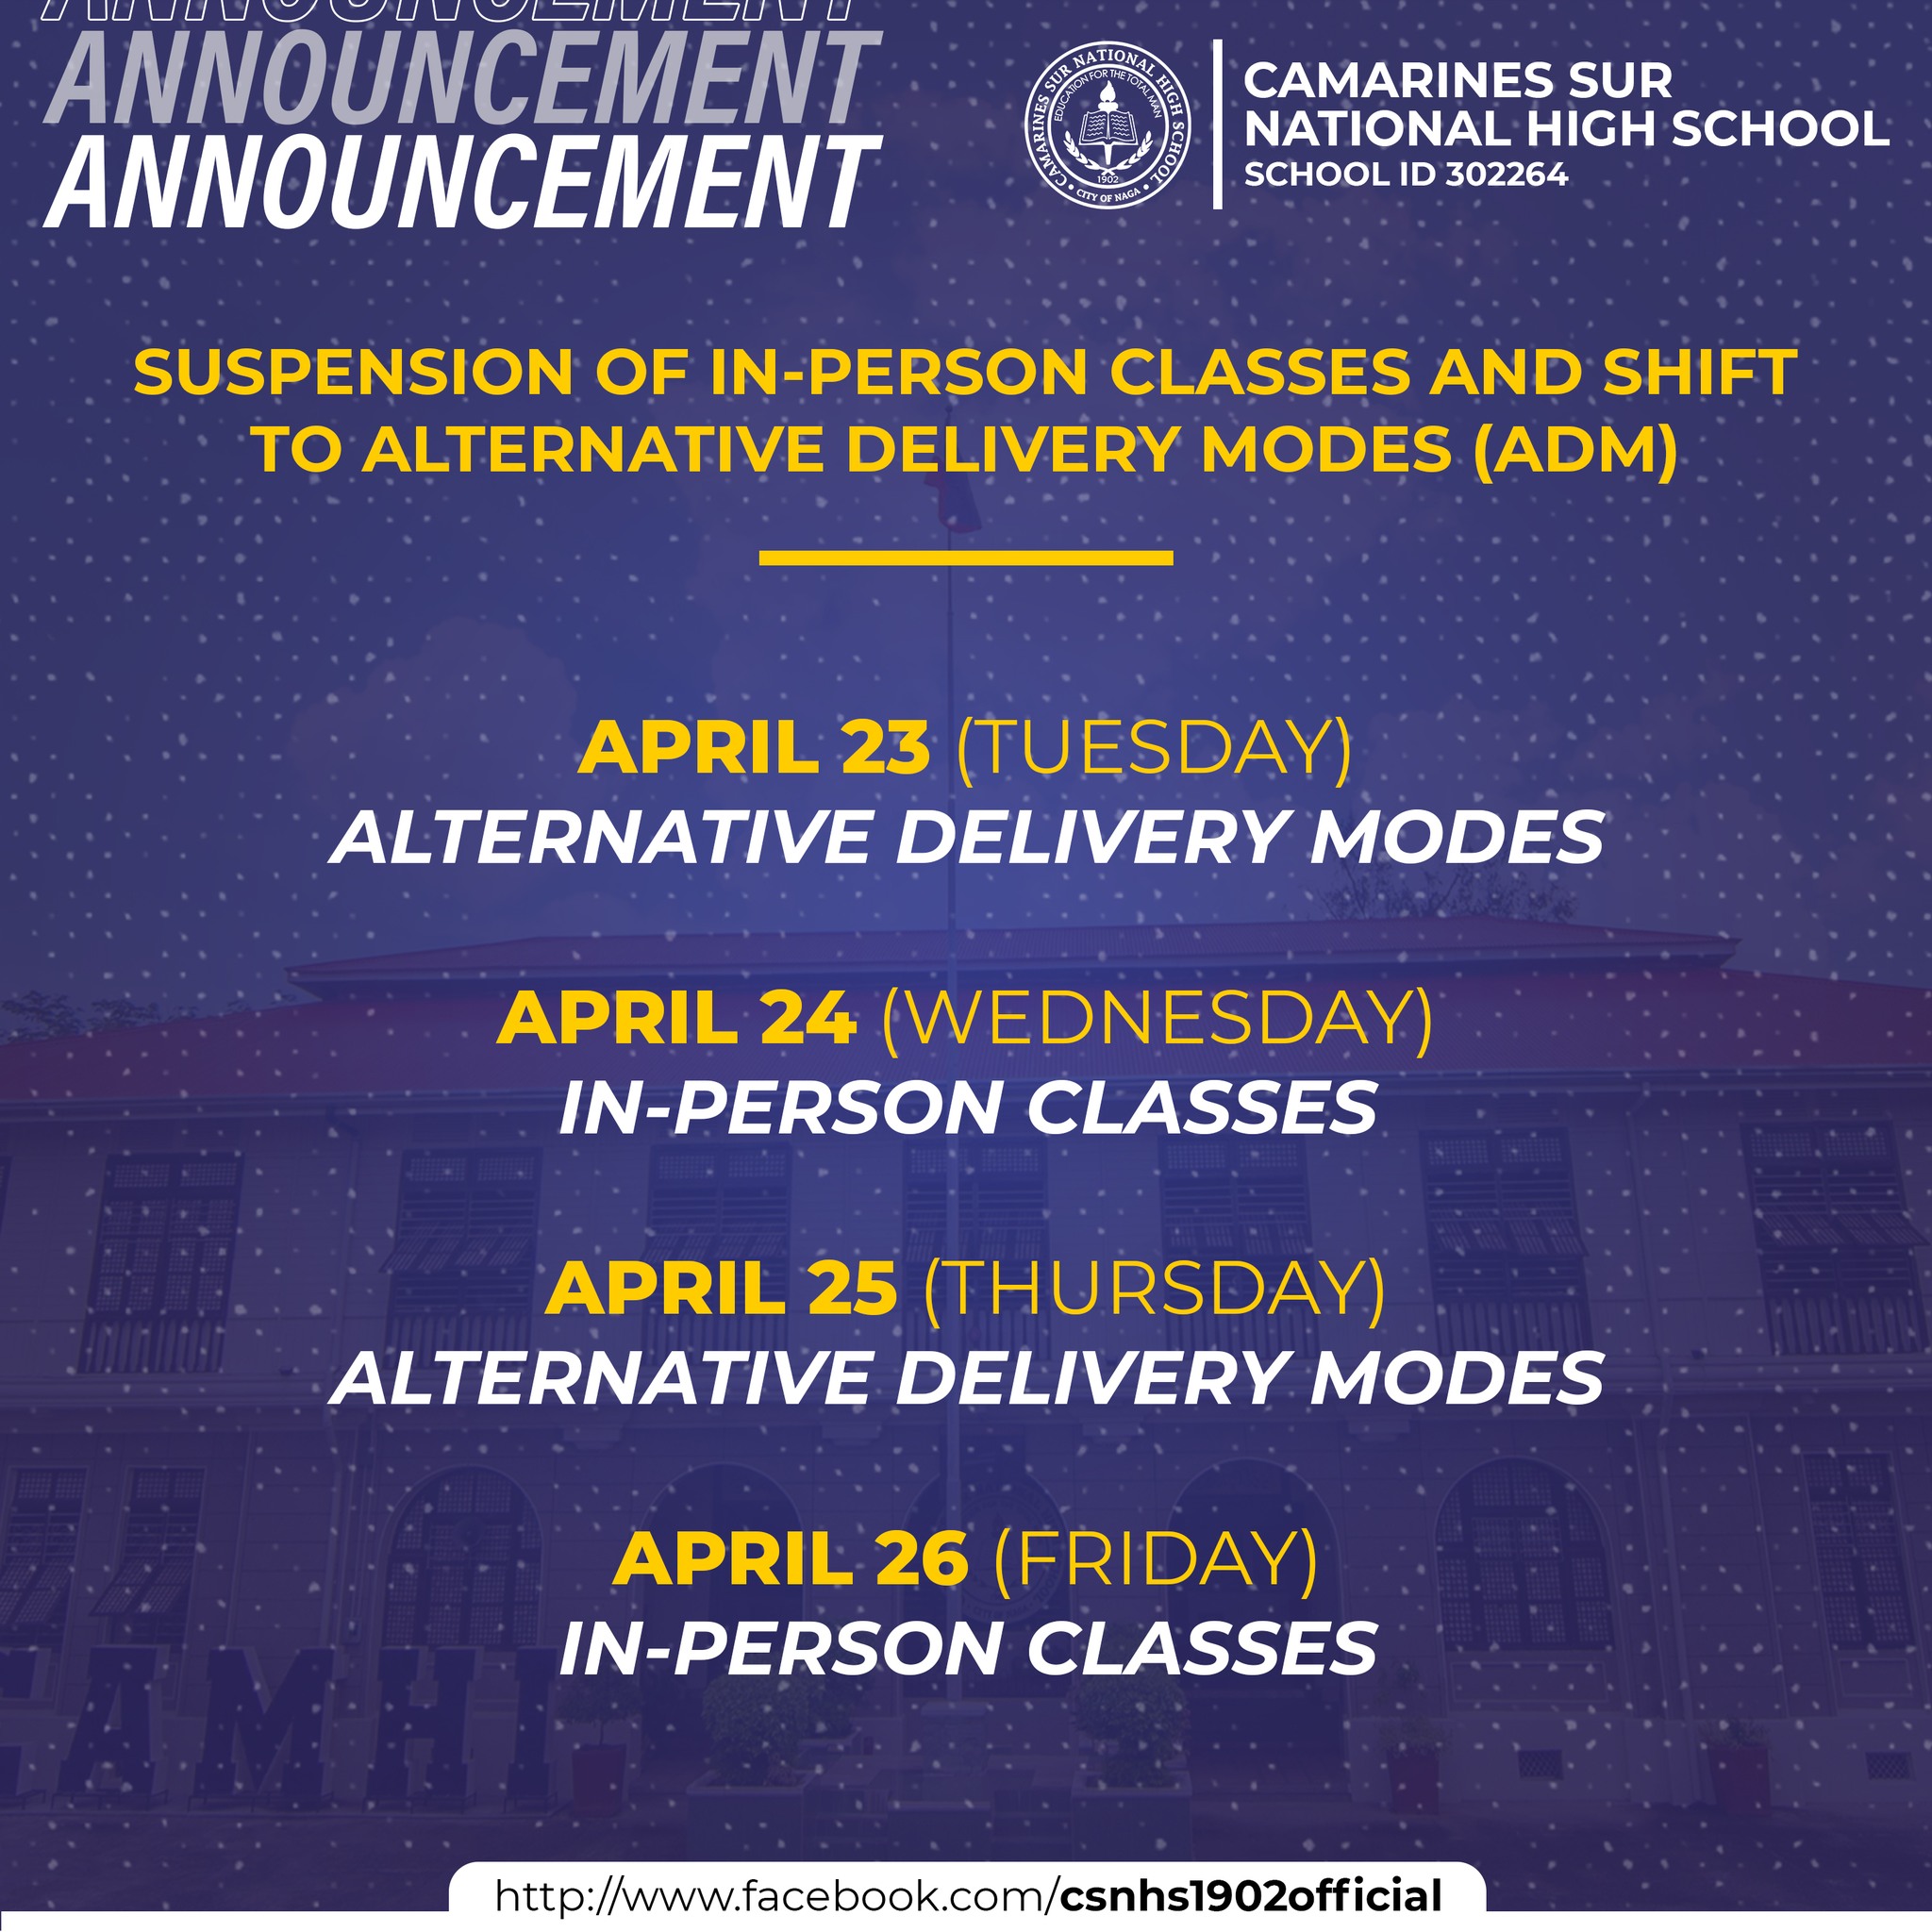 ANNOUNCEMENT
ANNOUNCEMENT
ANNOUNCEMENT
CAMARINES SUR NATIONAL HIGH SCHOOL
EDUCATION FOR THE TOTAL MAN
1902
CITY OF NAGA
CAMARINES SUR
NATIONAL HIGH SCHOOL
SCHOOL ID 302264
SUSPENSION OF IN-PERSON CLASSES AND SHIFT
TO ALTERNATIVE DELIVERY MODES (ADM)
APRIL 23 (TUESDAY)
ALTERNATIVE DELIVERY MODES
APRIL 24 (WEDNESDAY)
IN-PERSON CLASSES
APRIL 25 (THURSDAY)
ALTERNATIVE DELIVERY MODES
APRIL 26 (FRIDAY)
IN-PERSON CLASSES
CAMHI
http://www.facebook.com/csnhs1902official